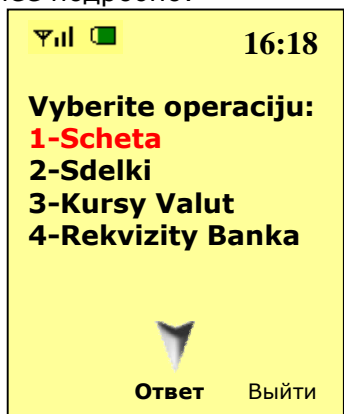 16:18
Vyberite operaciju:
1-Scheta
2-Sdelki
3-Kursy Valut
4-Rekvizity Banka
Ответ Выйти